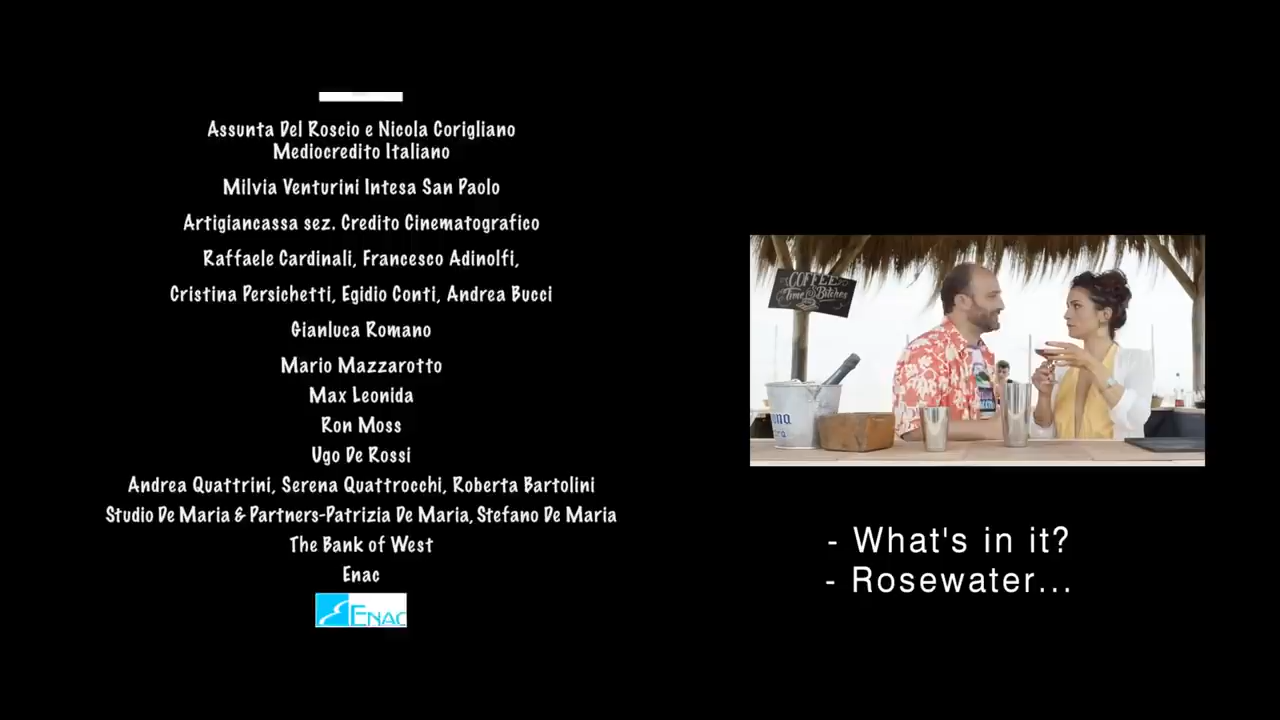 Assunta Del Roscio e Nicola Corigliano
Mediocredito Italiano
Milvia Venturini Intesa San Paolo
Artigiancassa sez. Credito Cinematografico
Raffaele Cardinali, Francesco Adinolfi,
Cristina Persichetti, Egidio Conti, Andrea Bucci
Gianluca Romano
Mario Mazzarotto
Max Leonida
Ron Moss
Ugo De Rossi
Andrea Quattrini, Serena Quattrocchi, Roberta Bartolini
Studio De Maria & Partners-Patrizia De Maria, Stefano De Maria
The Bank of West
Enac
ENAC
COFFEE
Time Bitches
- What's in it?
- Rosewater...